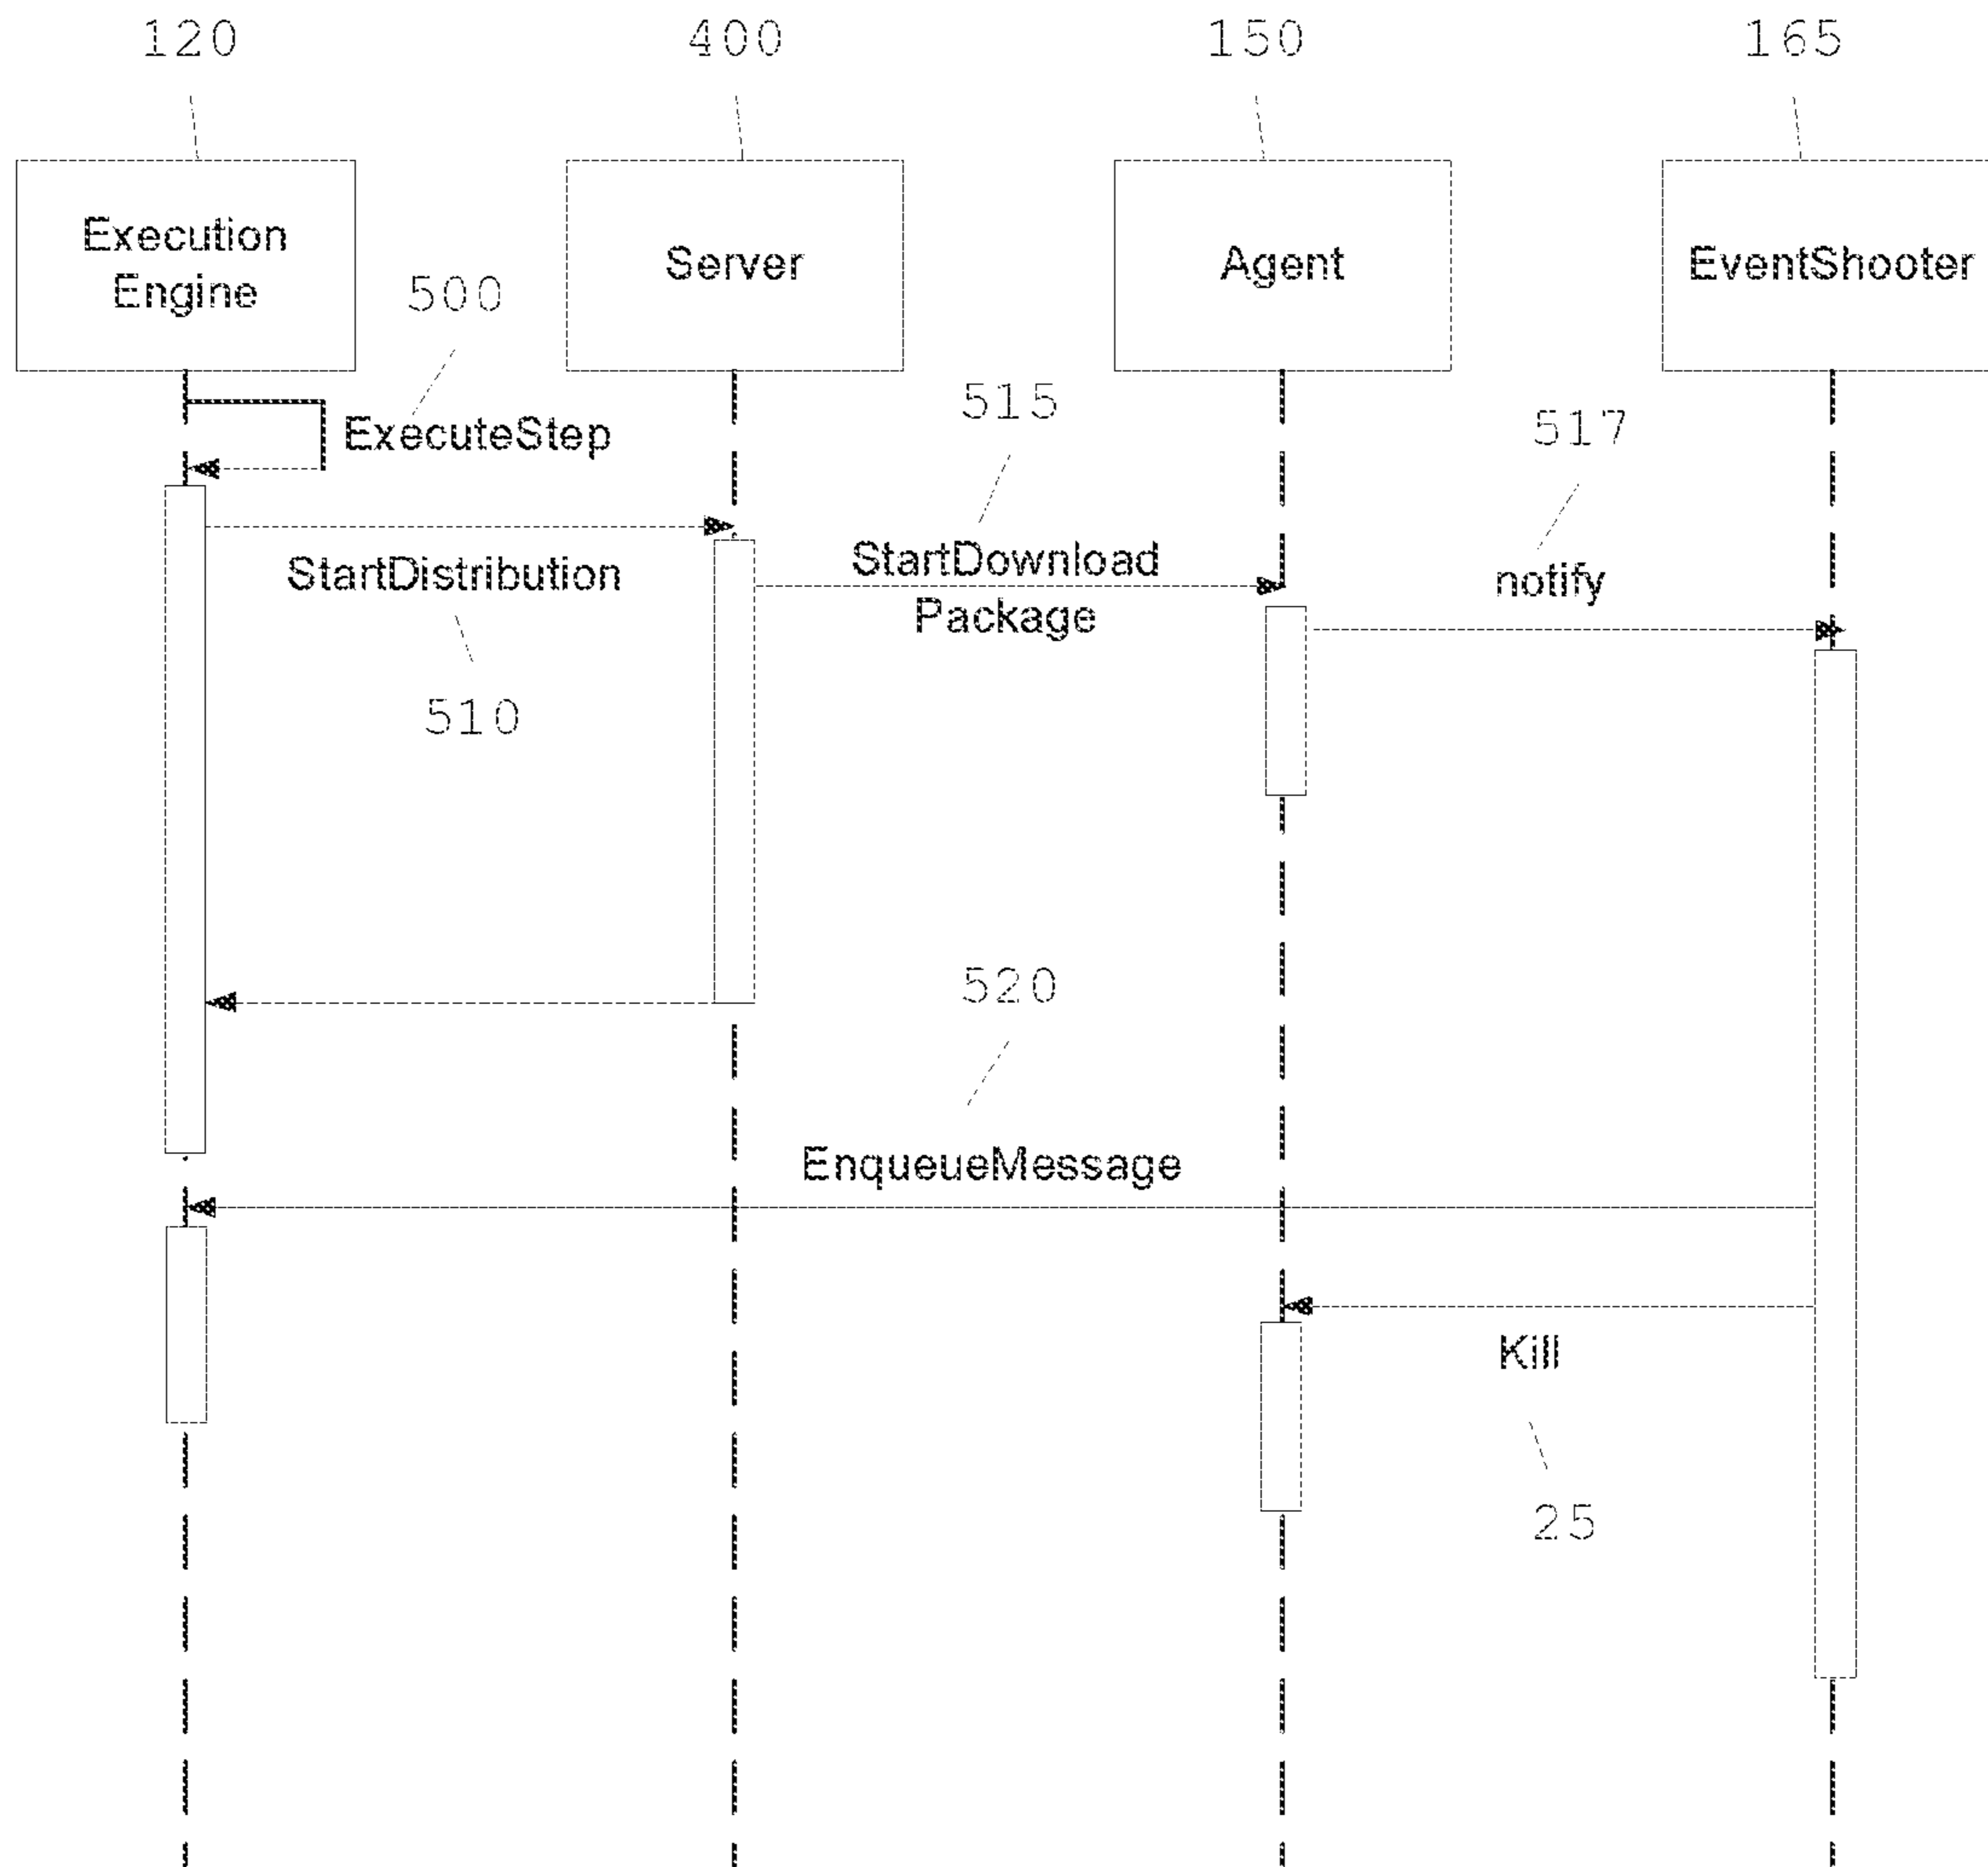 120
400
150
165
Execution
Engine
Server
Agent
EventShooter
500
ExecuteStep
515
517
StartDistribution
StartDownload
Package
notify
510
520
EnqueueMessage
Kill
25